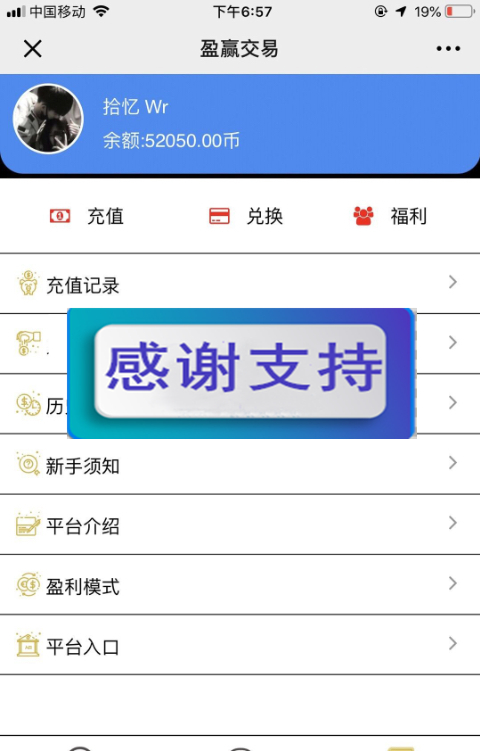 中国移动 下午6:57 19%
盈赢交易
拾忆 Wr
余额:52050.00币
充值 兑换 福利
充值记录
感谢支持
历
新手须知
平台介绍
盈利模式
平台入口